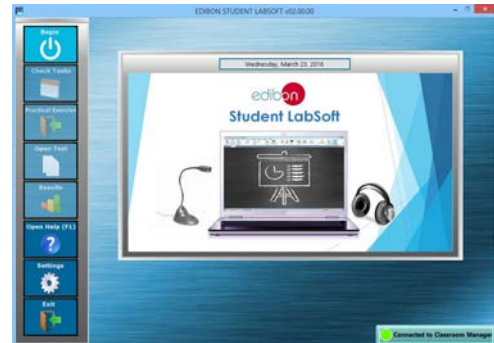 EDIBON STUDENT LABSOFT v02.00.00
Begin
Check Tasks
Practical Exercise
Open Tool
Results
Open Help (F1)
Settings
Exit
Wednesday, March 23, 2016
edibon
Student LabSoft
Connected to Classroom Manager